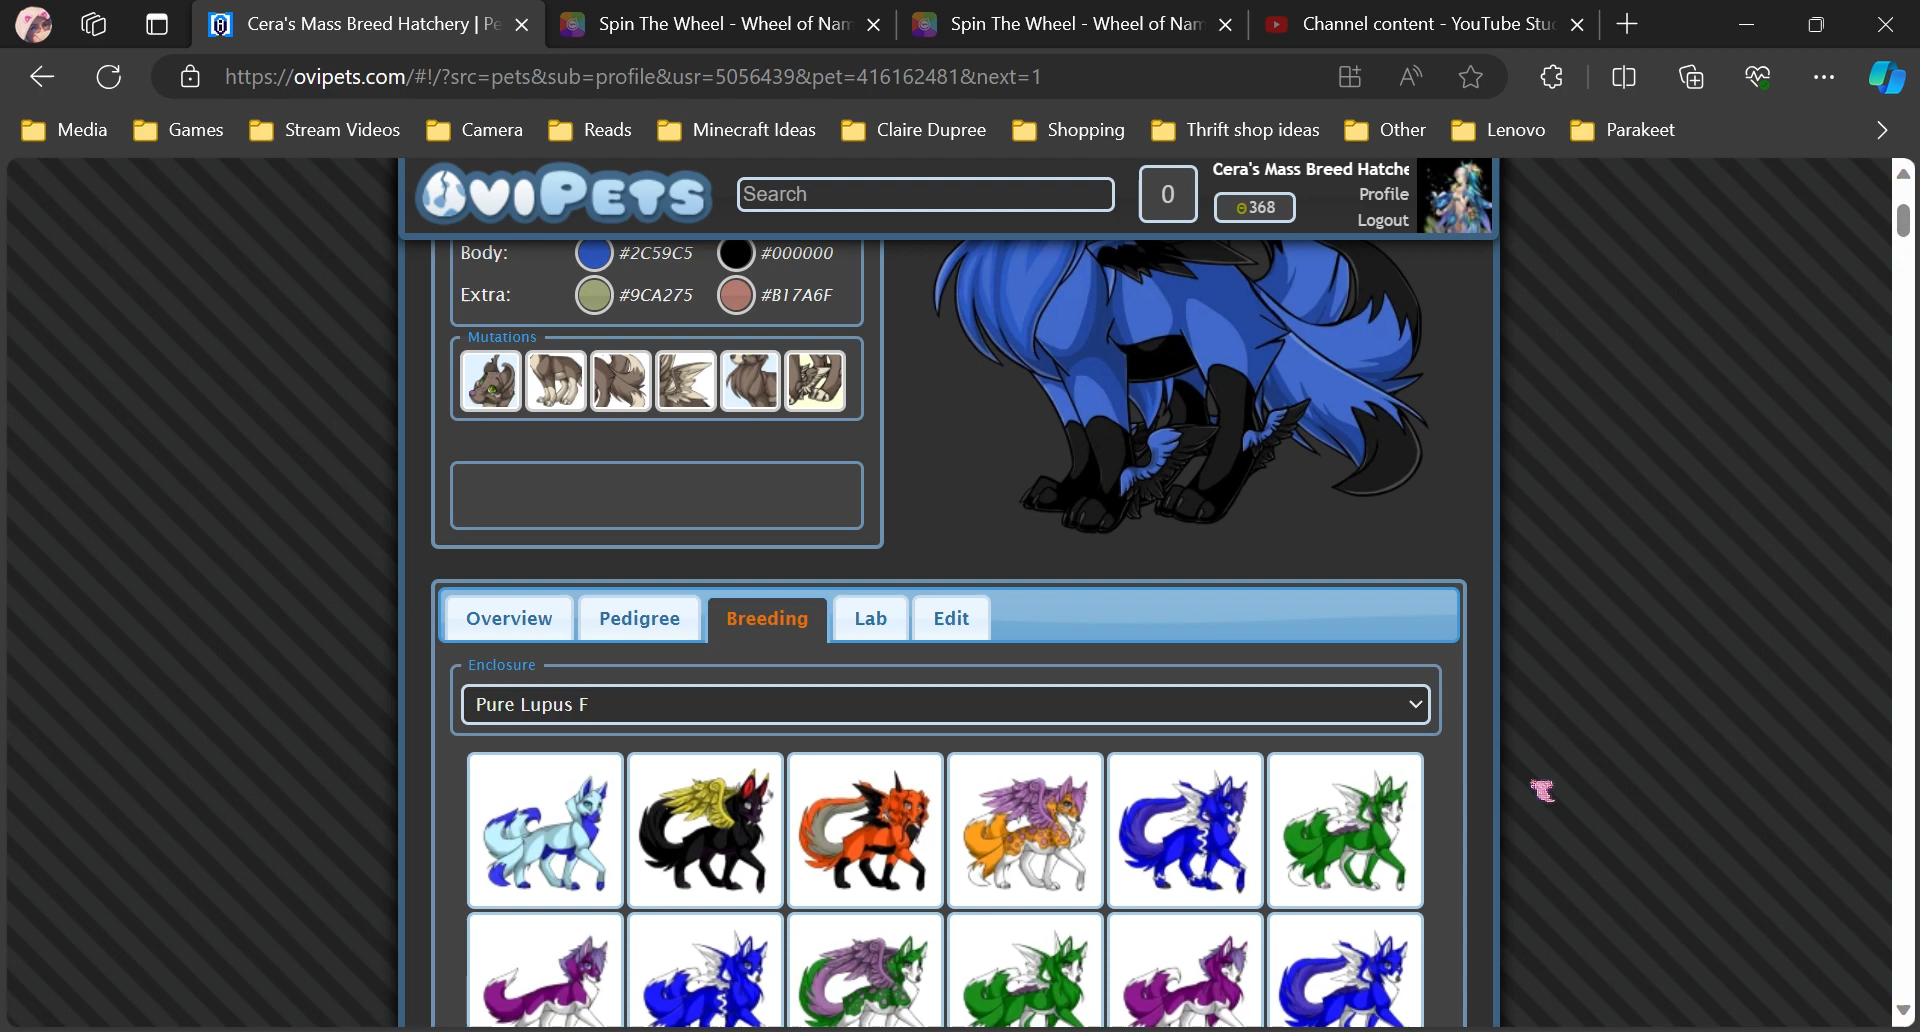 Cera's Mass Breed Hatchery | Pe
Spin The Wheel - Wheel of Nam
Spin The Wheel - Wheel of Nam
Channel content - YouTube Stuc
https://ovipets.com/#!/?src=pets&sub=profile&usr=5056439&pet=416162481&next=1
Media
Games
Stream Videos
Camera
Reads
Minecraft Ideas
Claire Dupree
Shopping
Thrift shop ideas
Other
Lenovo
Parakeet
OviPets
Search
0
Cera's Mass Breed Hatche
368
Profile
Logout
Body: #2C59C5 #000000
Extra: #9CA275 #B17A6F
Mutations
Overview Pedigree Breeding Lab Edit
Enclosure
Pure Lupus F